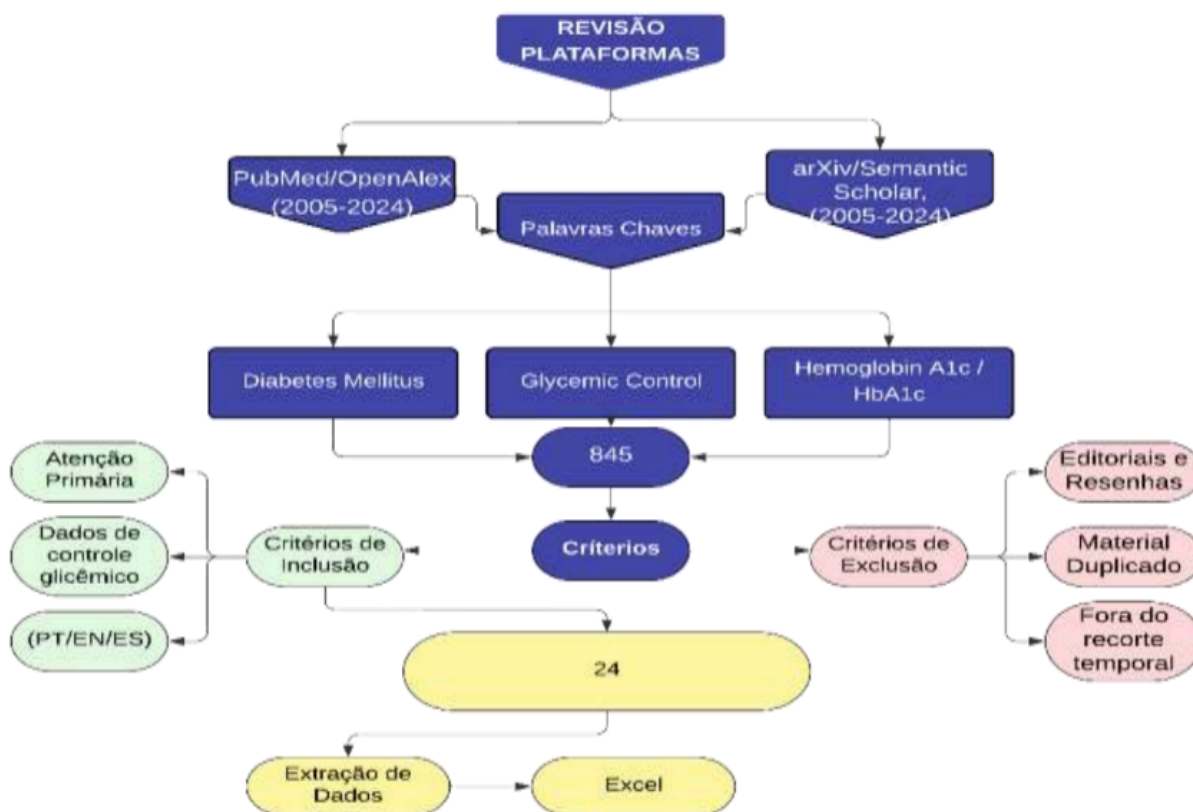 REVISÃO
PLATAFORMAS
PubMed/OpenAlex
(2005-2024)
arXiv/Semantic
Scholar,
(2005-2024)
Palavras Chaves
Diabetes Mellitus
Glycemic Control
Hemoglobin A1c /
HbA1c
845
Atenção
Primária
Dados de
controle
glicêmico
(PT/EN/ES)
Critérios de
Inclusão
Críterios
Critérios de
Exclusão
Editoriais e
Resenhas
Material
Duplicado
Fora do
recorte
temporal
24
Extração de
Dados
Excel